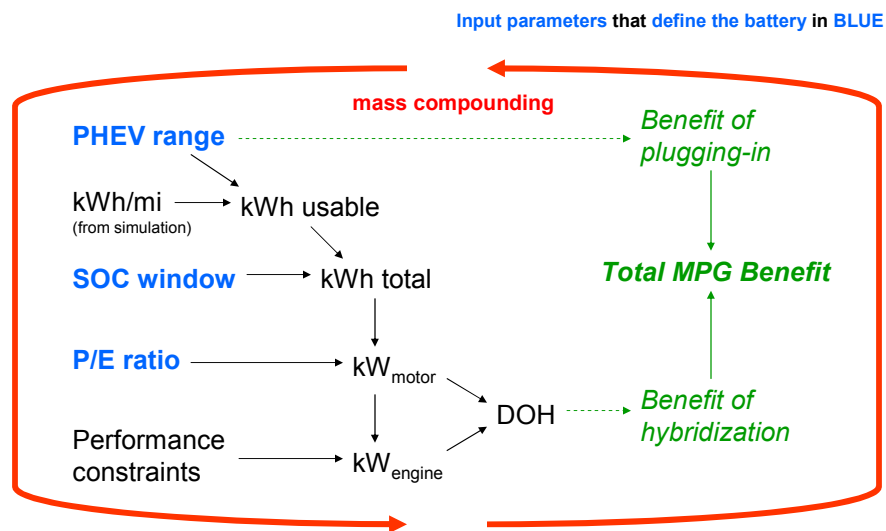 Input parameters that define the battery in BLUE
mass compounding
PHEV range
Benefit of
plugging-in
kWh/mi
(from simulation)
kWh usable
SOC window
kWh total
Total MPG Benefit
P/E ratio
kWmotor
DOH
Benefit of
hybridization
Performance
constraints
kWengine